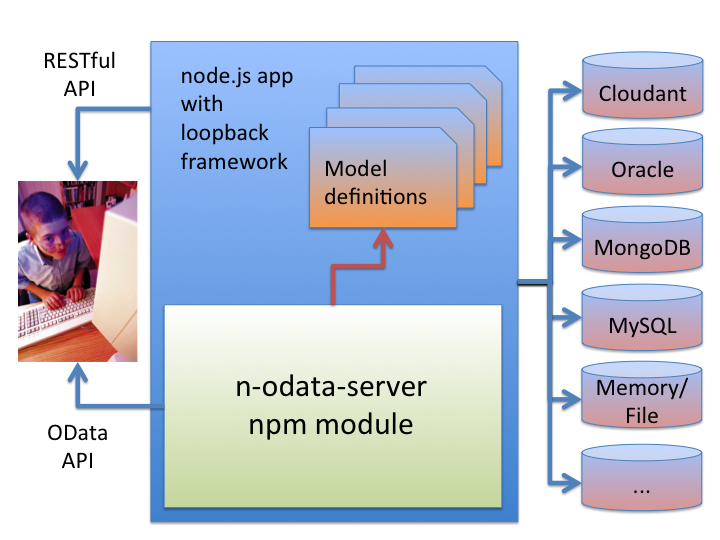 RESTful
API
node.js app
with
loopback
framework
Model
definitions
n-odata-server
npm module
OData
API
Cloudant
Oracle
MongoDB
MySQL
Memory/
File
...